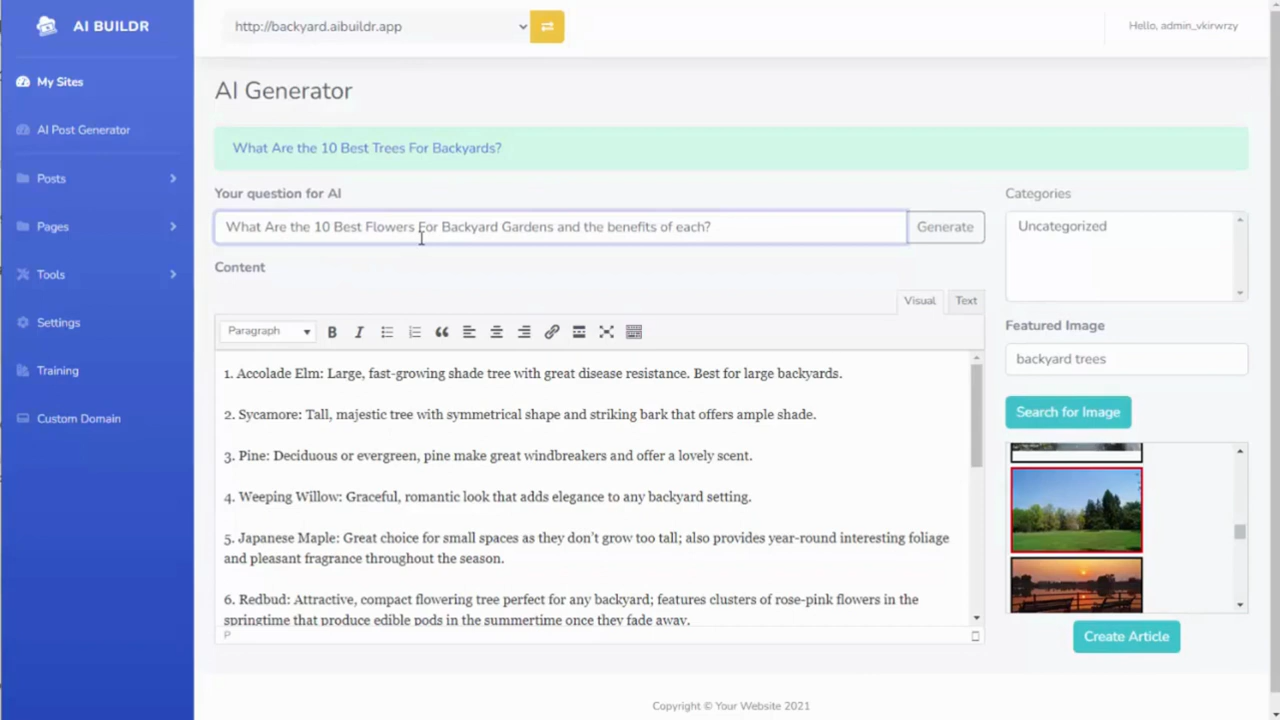 AI BUILDR
http://backyard.aibuildr.app
Hello, admin_vkirwrzy
My Sites
AI Post Generator
Posts
Pages
Tools
Settings
Training
Custom Domain
AI Generator
What Are the 10 Best Trees For Backyards?
Your question for AI
What Are the 10 Best Flowers For Backyard Gardens and the benefits of each?
Generate
Content
Visual
Text
Paragraph
B
I
1. Accolade Elm: Large, fast-growing shade tree with great disease resistance. Best for large backyards.
2. Sycamore: Tall, majestic tree with symmetrical shape and striking bark that offers ample shade.
3. Pine: Deciduous or evergreen, pine make great windbreakers and offer a lovely scent.
4. Weeping Willow: Graceful, romantic look that adds elegance to any backyard setting.
5. Japanese Maple: Great choice for small spaces as they don't grow too tall; also provides year-round interesting foliage
and pleasant fragrance throughout the season.
6. Redbud: Attractive, compact flowering tree perfect for any backyard; features clusters of rose-pink flowers in the
springtime that produce edible pods in the summertime once they fade away.
P
Categories
Uncategorized
Featured Image
backyard trees
Search for Image
Create Article
Copyright © Your Website 2021